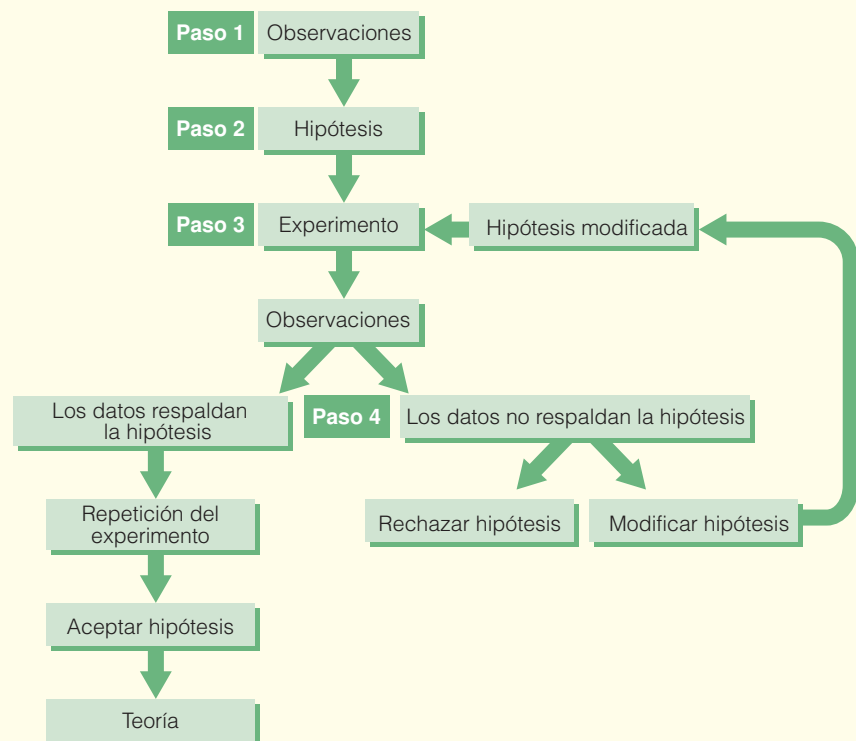 Paso 1
Observaciones
Paso 2
Hipótesis
Paso 3
Experimento
Hipótesis modificada
Observaciones
Los datos respaldan
la hipótesis
Paso 4
Los datos no respaldan la hipótesis
Repetición del
experimento
Rechazar hipótesis
Modificar hipótesis
Aceptar hipótesis
Teoría